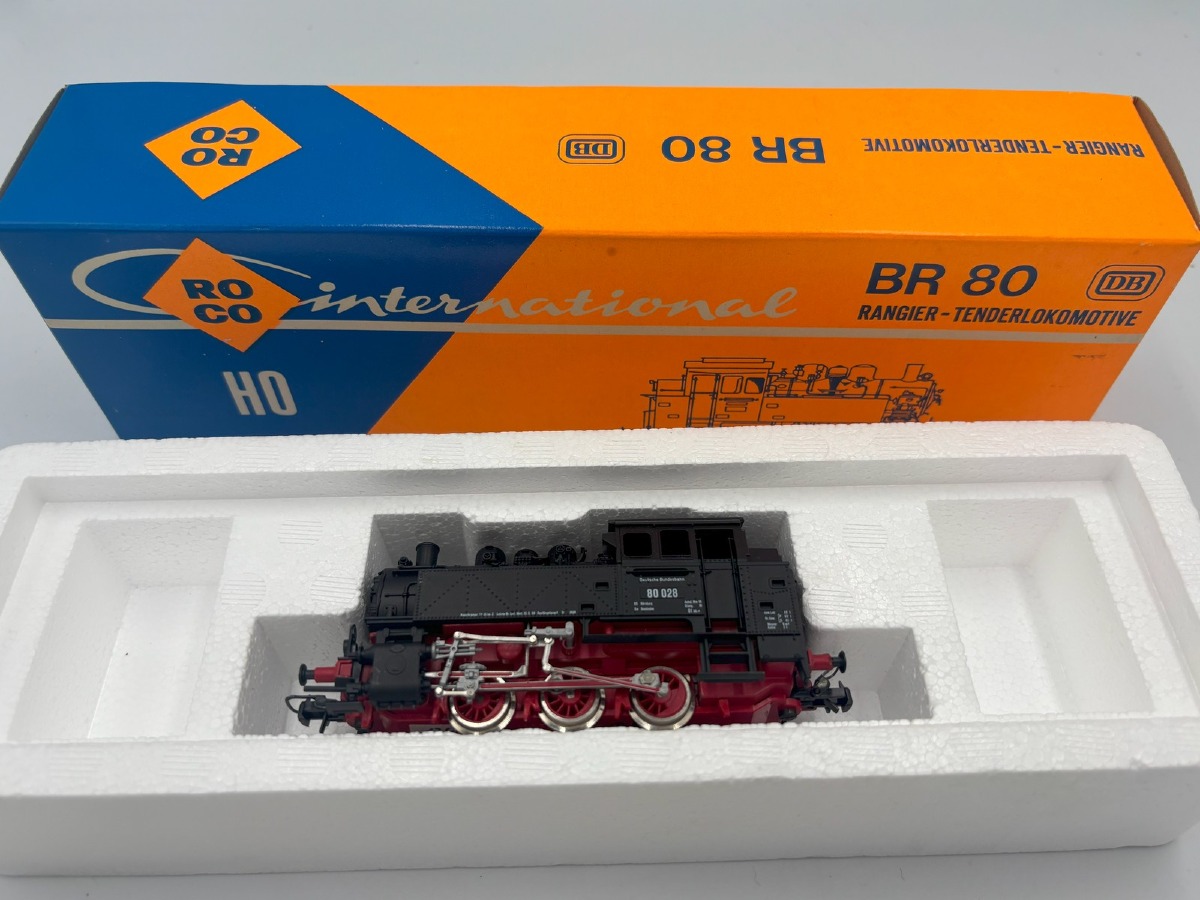 RO
CO
DB
BR 80
RANGIER-TENDERLOKOMOTIVE
RO
CO
international
BR 80
DB
RANGIER-TENDERLOKOMOTIVE
HO
Deutsche Bundesbahn
80 028